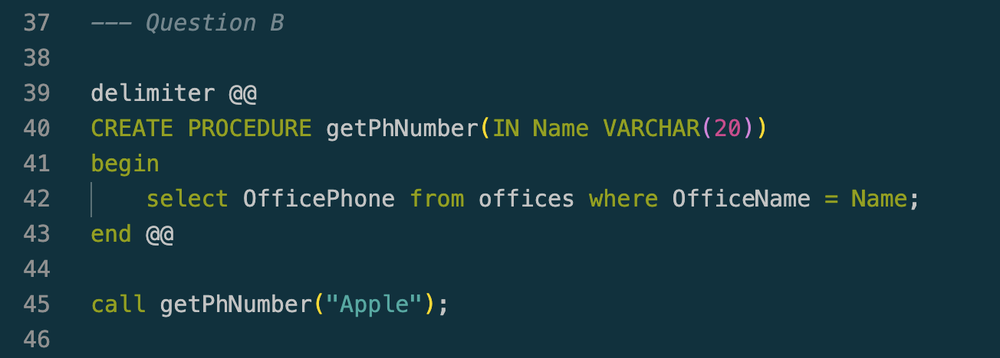 37 --- Question B
38
39 delimiter @@
40 CREATE PROCEDURE getPhNumber(IN Name VARCHAR(20))
41 begin
42     select OfficePhone from offices where OfficeName = Name;
43 end @@
44
45 call getPhNumber("Apple");
46